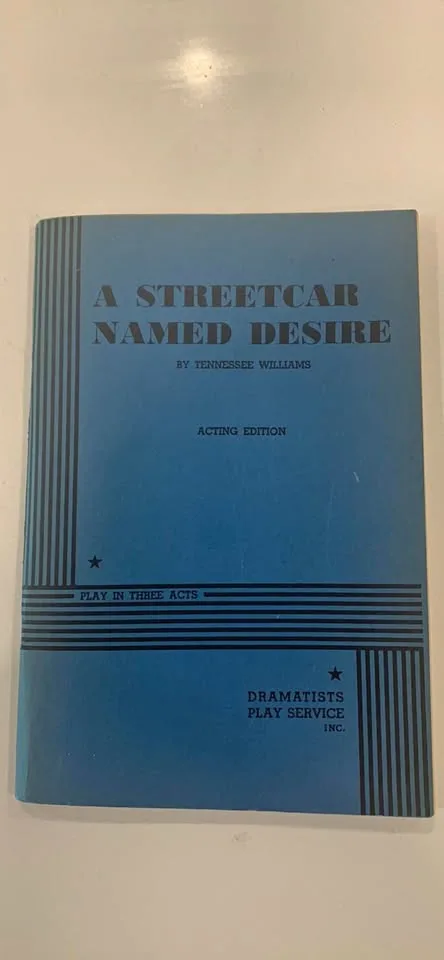 A STREETCAR
NAMED DESIRE
BY TENNESSEE WILLIAMS
ACTING EDITION
PLAY IN THREE ACTS
DRAMATISTS
PLAY SERVICE
INC.